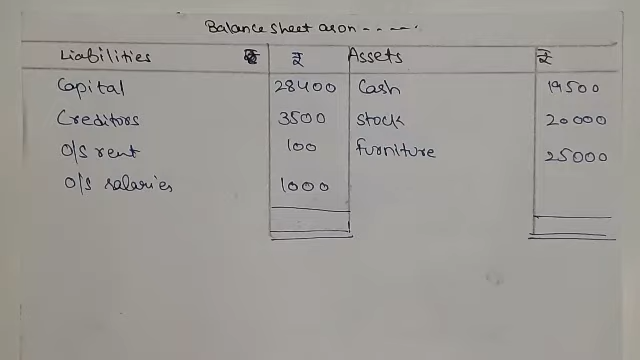 Balance sheet as on - - - - -
Liabilities ₹ ₹ Assets ₹
Capital 28400 Cash 19500
Creditors 3500 stock 20000
O/S rent 100 furniture 25000
O/S salaries 1000